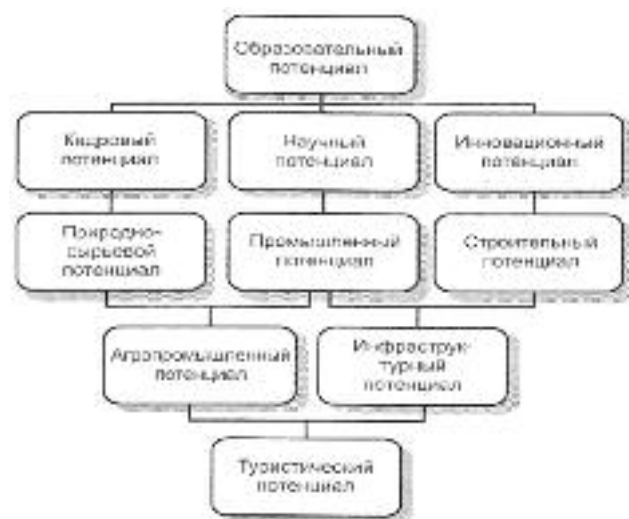 Образовательный
потенциал
Кадровый
потенциал
Научный
потенциал
Инновационный
потенциал
Природно-
сырьевой
потенциал
Промышленный
потенциал
Строительный
потенциал
Агропромышленный
потенциал
Инфраструк-
турный
потенциал
Туристический
потенциал